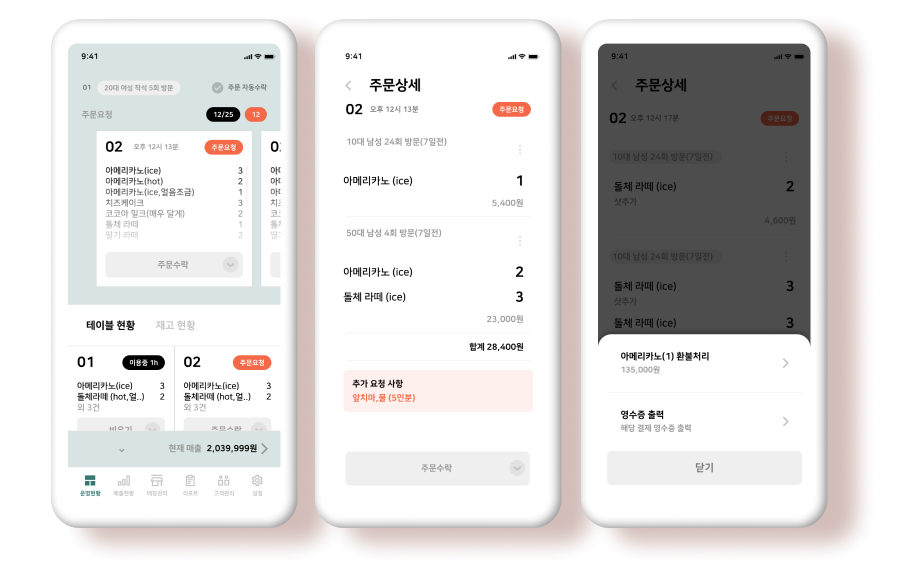 9:41
01 20대 여성 착석 5회 방문 주문 자동수락
주문요청 12/25 12
02 오후 12시 13분 주문요청
아메리카노(ice) 3
아메리카노(hot) 2
아메리카노(ice,얼음조금) 1
치즈케이크 3
코코아 밀크(매우 달게) 2
돌체 라떼 1
딸기 라떼 2
주문수락
테이블 현황 재고 현황
01 이용중 1h
아메리카노(ice) 3
돌체라떼 (hot,얼..) 2
외 3건
비우기
02 주문요청
아메리카노(ice) 3
돌체라떼 (hot,얼..) 2
외 3건
주문수락
현재 매출 2,039,999원
운영현황 매출현황 매장관리 리포트 고객관리 설정
9:41
주문상세
02 오후 12시 13분 주문요청
10대 남성 24회 방문(7일전)
아메리카노 (ice) 1
5,400원
50대 남성 4회 방문(7일전)
아메리카노 (ice) 2
돌체 라떼 (ice) 3
23,000원
합계 28,400원
추가 요청 사항
앞치마,물 (5인분)
주문수락
9:41
주문상세
02 오후 12시 17분 주문요청
10대 남성 24회 방문(7일전)
돌체 라떼 (ice) 2
샷추가
4,600원
10대 남성 24회 방문(7일전)
돌체 라떼 (ice) 3
샷추가
돌체 라떼 (ice) 3
아메리카노(1) 환불처리
135,000원
영수증 출력
해당 결제 영수증 출력
닫기